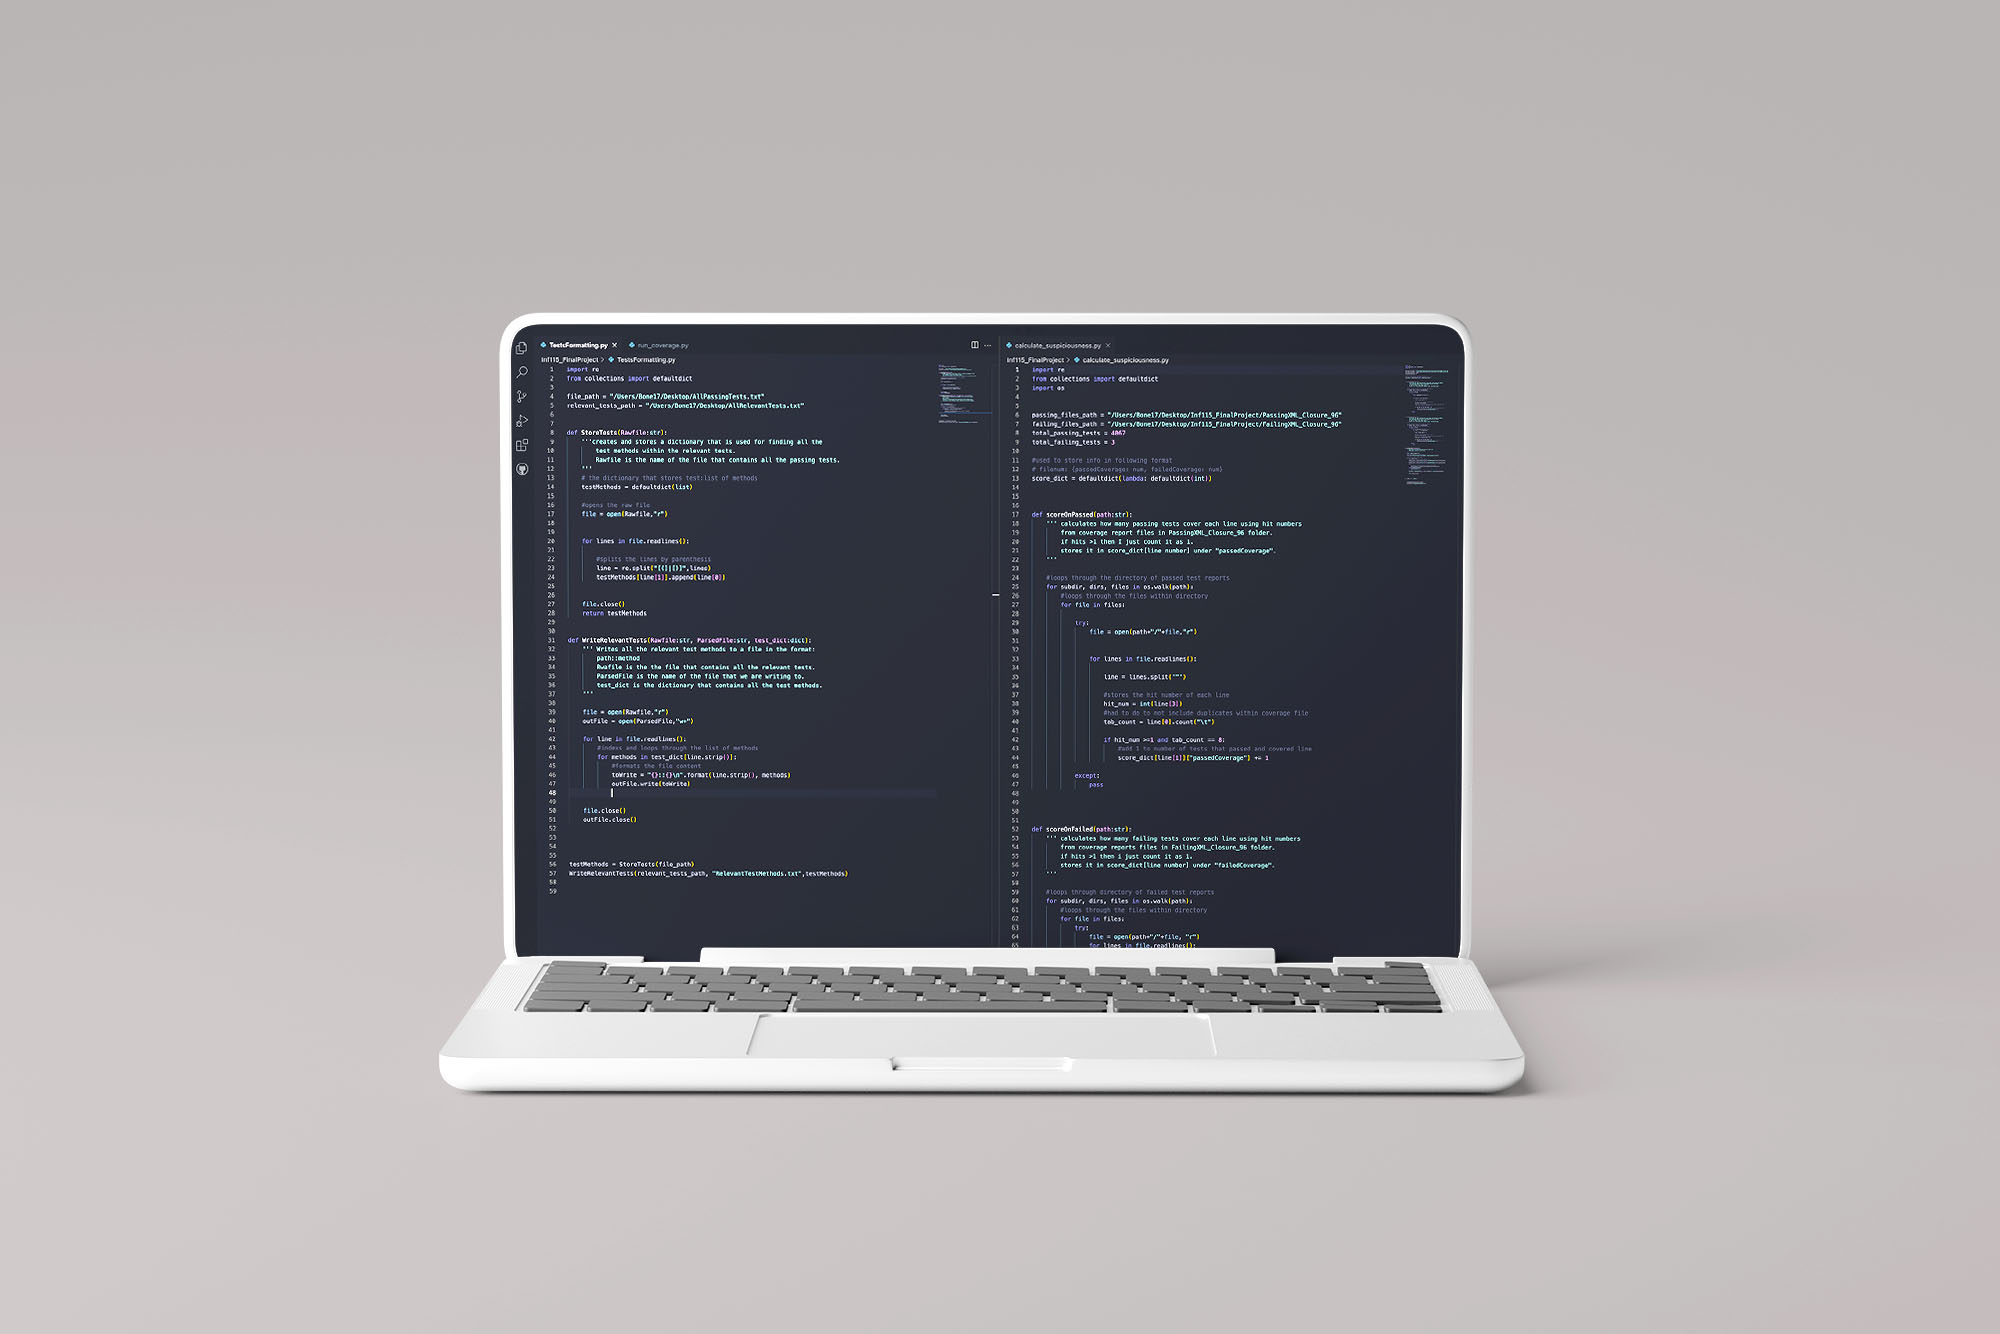 TestsFormatting.py
run_coverage.py
Inf115_FinalProject > TestsFormatting.py
1 import re
2 from collections import defaultdict
3
4 file_path = "/Users/Bone17/Desktop/AllPassingTests.txt"
5 relevant_tests_path = "/Users/Bone17/Desktop/AllRelevantTests.txt"
6
7
8 def StoreTests(Rawfile:str):
9 '''creates and stores a dictionary that is used for finding all the
10 test methods within the relevant tests.
11 Rawfile is the name of the file that contains all the passing tests.
12 '''
13 # the dictionary that stores test:list of methods
14 testMethods = defaultdict(list)
15
16 #opens the raw file
17 file = open(Rawfile,"r")
18
19
20 for lines in file.readlines():
21
22 #splits the lines by parenthesis
23 line = re.split("[(]|[)]",lines)
24 testMethods[line[1]].append(line[0])
25
26
27 file.close()
28 return testMethods
29
30
31 def WriteRelevantTests(Rawfile:str, ParsedFile:str, test_dict:dict):
32 ''' Writes all the relevant test methods to a file in the format:
33 path::method
34 Rwafile is the the file that contains all the relevant tests.
35 ParsedFile is the name of the file that we are writing to.
36 test_dict is the dictionary that contains all the test methods.
37 '''
38
39 file = open(Rawfile,"r")
40 outFile = open(ParsedFile,"w+")
41
42 for line in file.readlines():
43 #indexs and loops through the list of methods
44 for methods in test_dict[line.strip()]:
45 #formats the file content
46 toWrite = "{}::{}\n".format(line.strip(), methods)
47 outFile.write(toWrite)
48
49
50 file.close()
51 outFile.close()
52
53
54
55
56 testMethods = StoreTests(file_path)
57 WriteRelevantTests(relevant_tests_path, "RelevantTestMethods.txt",testMethods)
58
59
calculate_suspiciousness.py
Inf115_FinalProject > calculate_suspiciousness.py
1 import re
2 from collections import defaultdict
3 import os
4
5
6 passing_files_path = "/Users/Bone17/Desktop/Inf115_FinalProject/PassingXML_Closure_96"
7 failing_files_path = "/Users/Bone17/Desktop/Inf115_FinalProject/FailingXML_Closure_96"
8 total_passing_tests = 4067
9 total_failing_tests = 3
10
11 #used to store info in following format
12 # filenum: {passedCoverage: num, failedCoverage: num}
13 score_dict = defaultdict(lambda: defaultdict(int))
14
15
16
17 def scoreOnPassed(path:str):
18 ''' calculates how many passing tests cover each line using hit numbers
19 from coverage report files in PassingXML_Closure_96 folder.
20 if hits >1 then I just count it as 1.
21 stores it in score_dict[line number] under "passedCoverage".
22 '''
23
24 #loops through the directory of passed test reports
25 for subdir, dirs, files in os.walk(path):
26 #loops through the files within directory
27 for file in files:
28
29 try:
30 file = open(path+"/"+file,"r")
31
32
33 for lines in file.readlines():
34
35 line = lines.split('"')
36
37 #stores the hit number of each line
38 hit_num = int(line[3])
39 #had to do to not include duplicates within coverage file
40 tab_count = line[0].count("\t")
41
42 if hit_num >=1 and tab_count == 8:
43 #add 1 to number of tests that passed and covered line
44 score_dict[line[1]]["passedCoverage"] += 1
45
46 except:
47 pass
48
49
50
51
52 def scoreOnFailed(path:str):
53 ''' calculates how many failing tests cover each line using hit numbers
54 from coverage reports files in FailingXML_Closure_96 folder.
55 if hits >1 then i just count it as 1.
56 stores it in score_dict[line number] under "failedCoverage".
57 '''
58
59 #loops through directory of failed test reports
60 for subdir, dirs, files in os.walk(path):
61 #loops through the files within directory
62 for file in files:
63 try:
64 file = open(path+"/"+file, "r")
65 for lines in file.readlines():